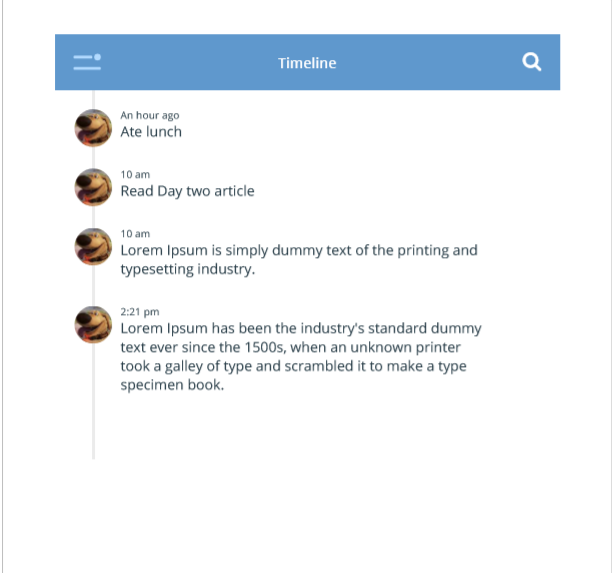 Timeline
An hour ago
Ate lunch
10 am
Read Day two article
10 am
Lorem Ipsum is simply dummy text of the printing and
typesetting industry.
2:21 pm
Lorem Ipsum has been the industry's standard dummy
text ever since the 1500s, when an unknown printer
took a galley of type and scrambled it to make a type
specimen book.